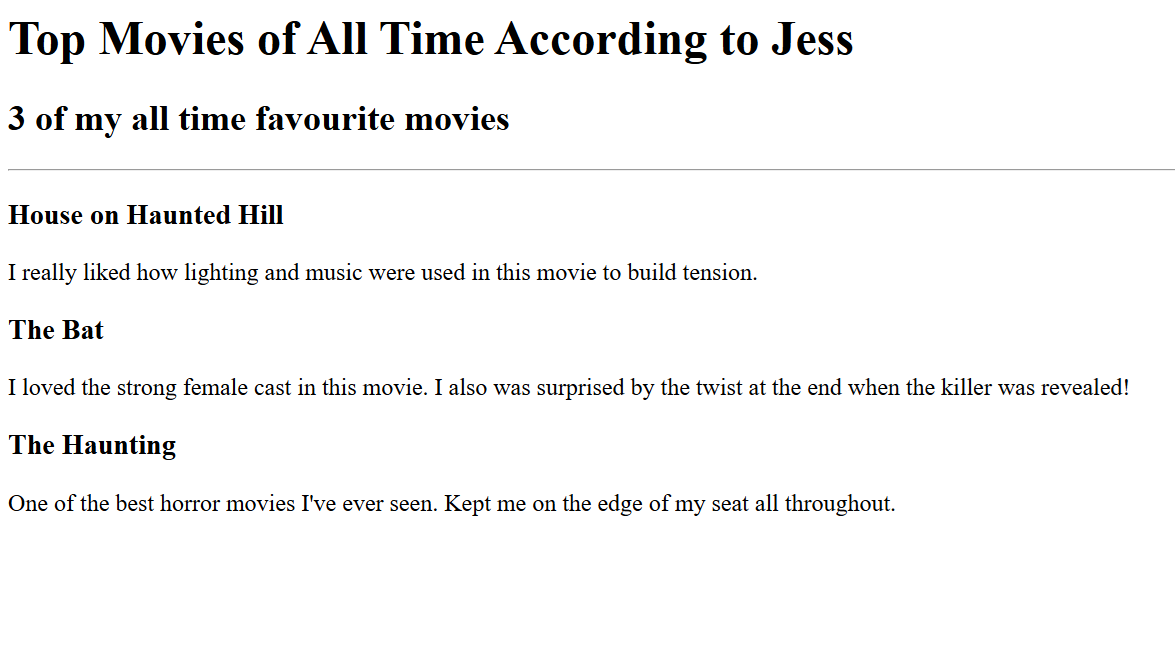 Top Movies of All Time According to Jess
3 of my all time favourite movies
House on Haunted Hill
I really liked how lighting and music were used in this movie to build tension.
The Bat
I loved the strong female cast in this movie. I also was surprised by the twist at the end when the killer was revealed!
The Haunting
One of the best horror movies I've ever seen. Kept me on the edge of my seat all throughout.